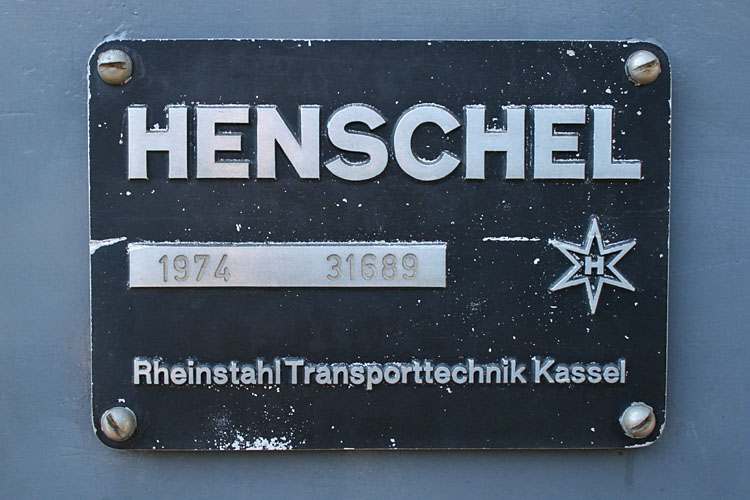 HENSCHEL
1974 31689
H
Rheinstahl Transporttechnik Kassel